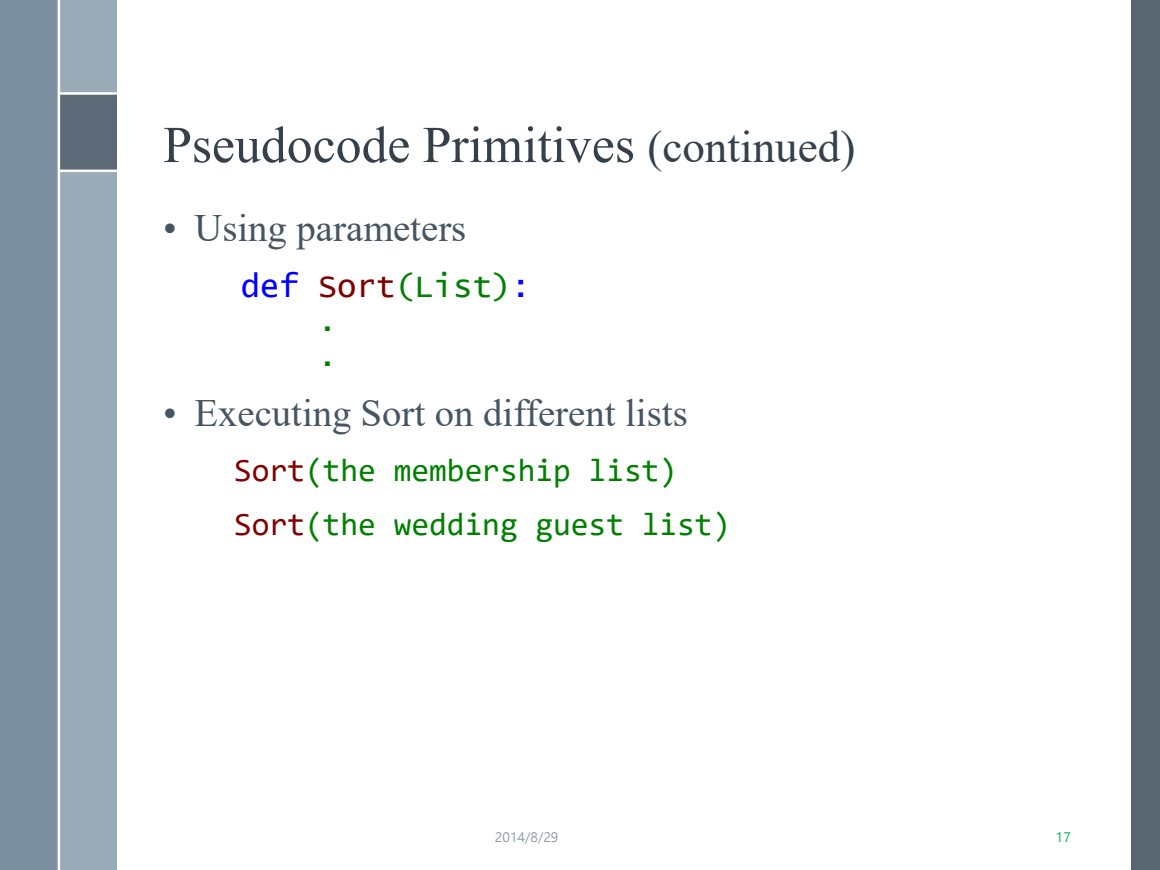 Pseudocode Primitives (continued)
• Using parameters
def Sort(List):
.
.
• Executing Sort on different lists
Sort(the membership list)
Sort(the wedding guest list)
2014/8/29
17